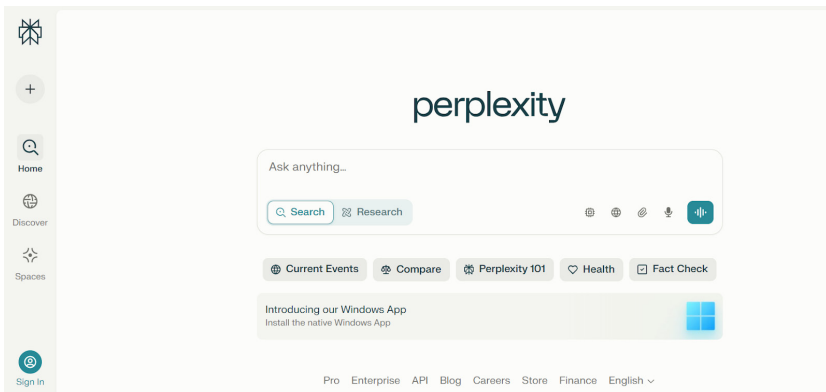 perplexity
Home
Discover
Spaces
Sign In
Ask anything...
Search Research
Current Events Compare Perplexity 101 Health Fact Check
Introducing our Windows App
Install the native Windows App
Pro Enterprise API Blog Careers Store Finance English